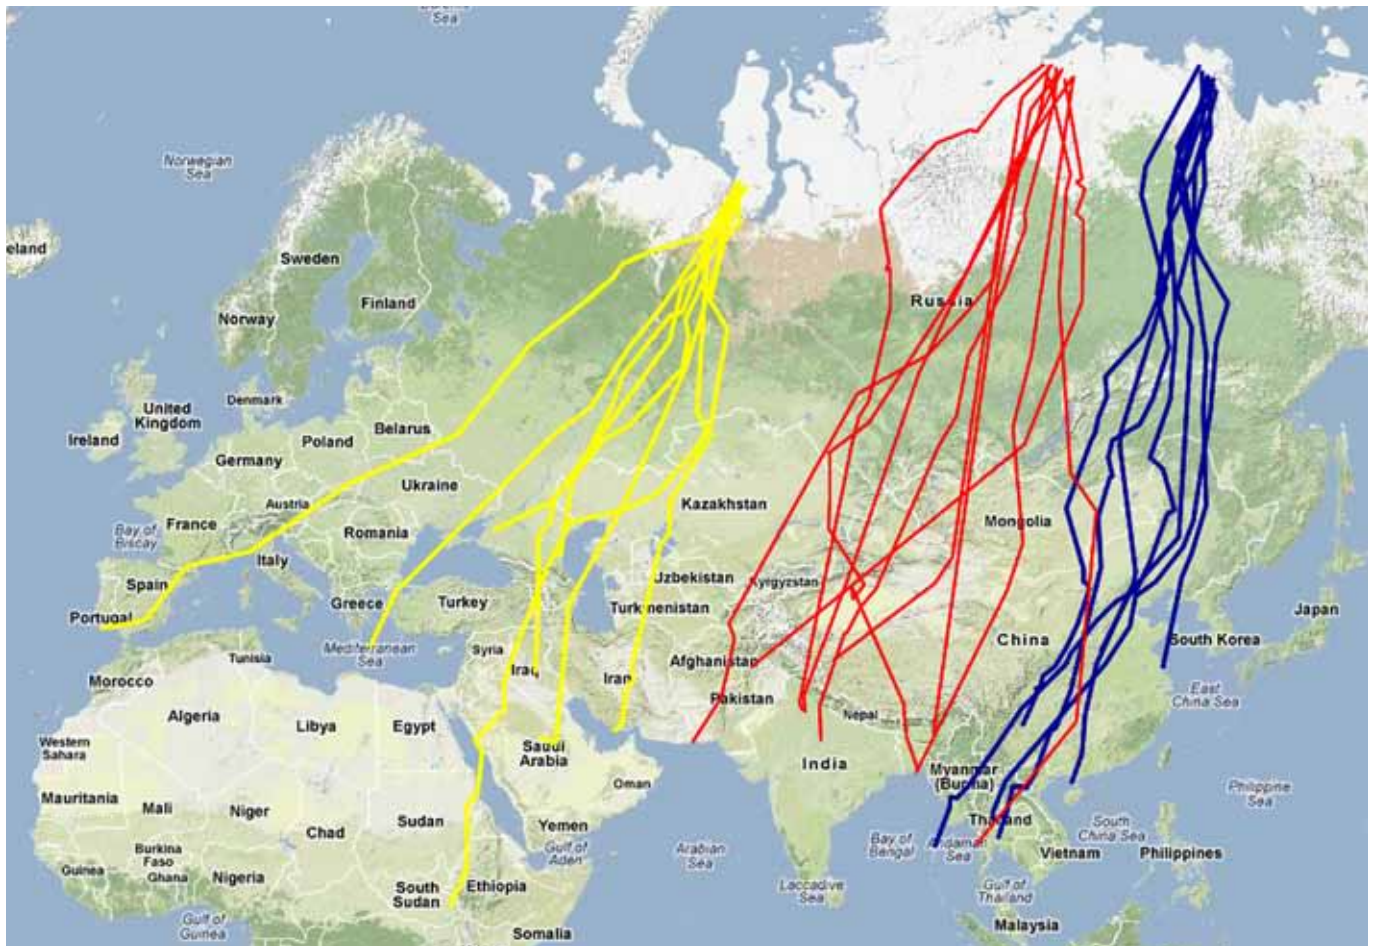 Sea
Norwegian
Sea
eland
Sweden
Finland
Norway
Russia
Denmark
United
Kingdom
Ireland
Belarus
Poland
Germany
Ukraine
Austria
Kazakhstan
France
Mongolia
Bay of
Biscay
Romania
Italy
Spain
Uzbekistan
Kyrgyzstan
Greece
Turkey
Turkmenistan
Portugal
Japan
China
South Korea
Mediterranean
Sea
Syria
Tunisia
Afghanistan
Iraq
Iran
Morocco
Pakistan
East
China Sea
Algeria
Libya
Egypt
Nepal
Western
Sahara
Saudi
Arabia
India
Myanmar
(Burma)
Oman
Philippine
Sea
Mauritania
Mali
Niger
Sudan
Chad
Yemen
Thailand
South
China Sea
Burkina
Faso
Ghana
Gulf of
Aden
Arabian
Sea
Bay of
Bengal
Andaman
Sea
Vietnam
Philippines
Guinea
Nigeria
South
Sudan
Ethiopia
Laccadive
Sea
Gulf of
Thailand
Gulf of
Guinea
Somalia
Malaysia